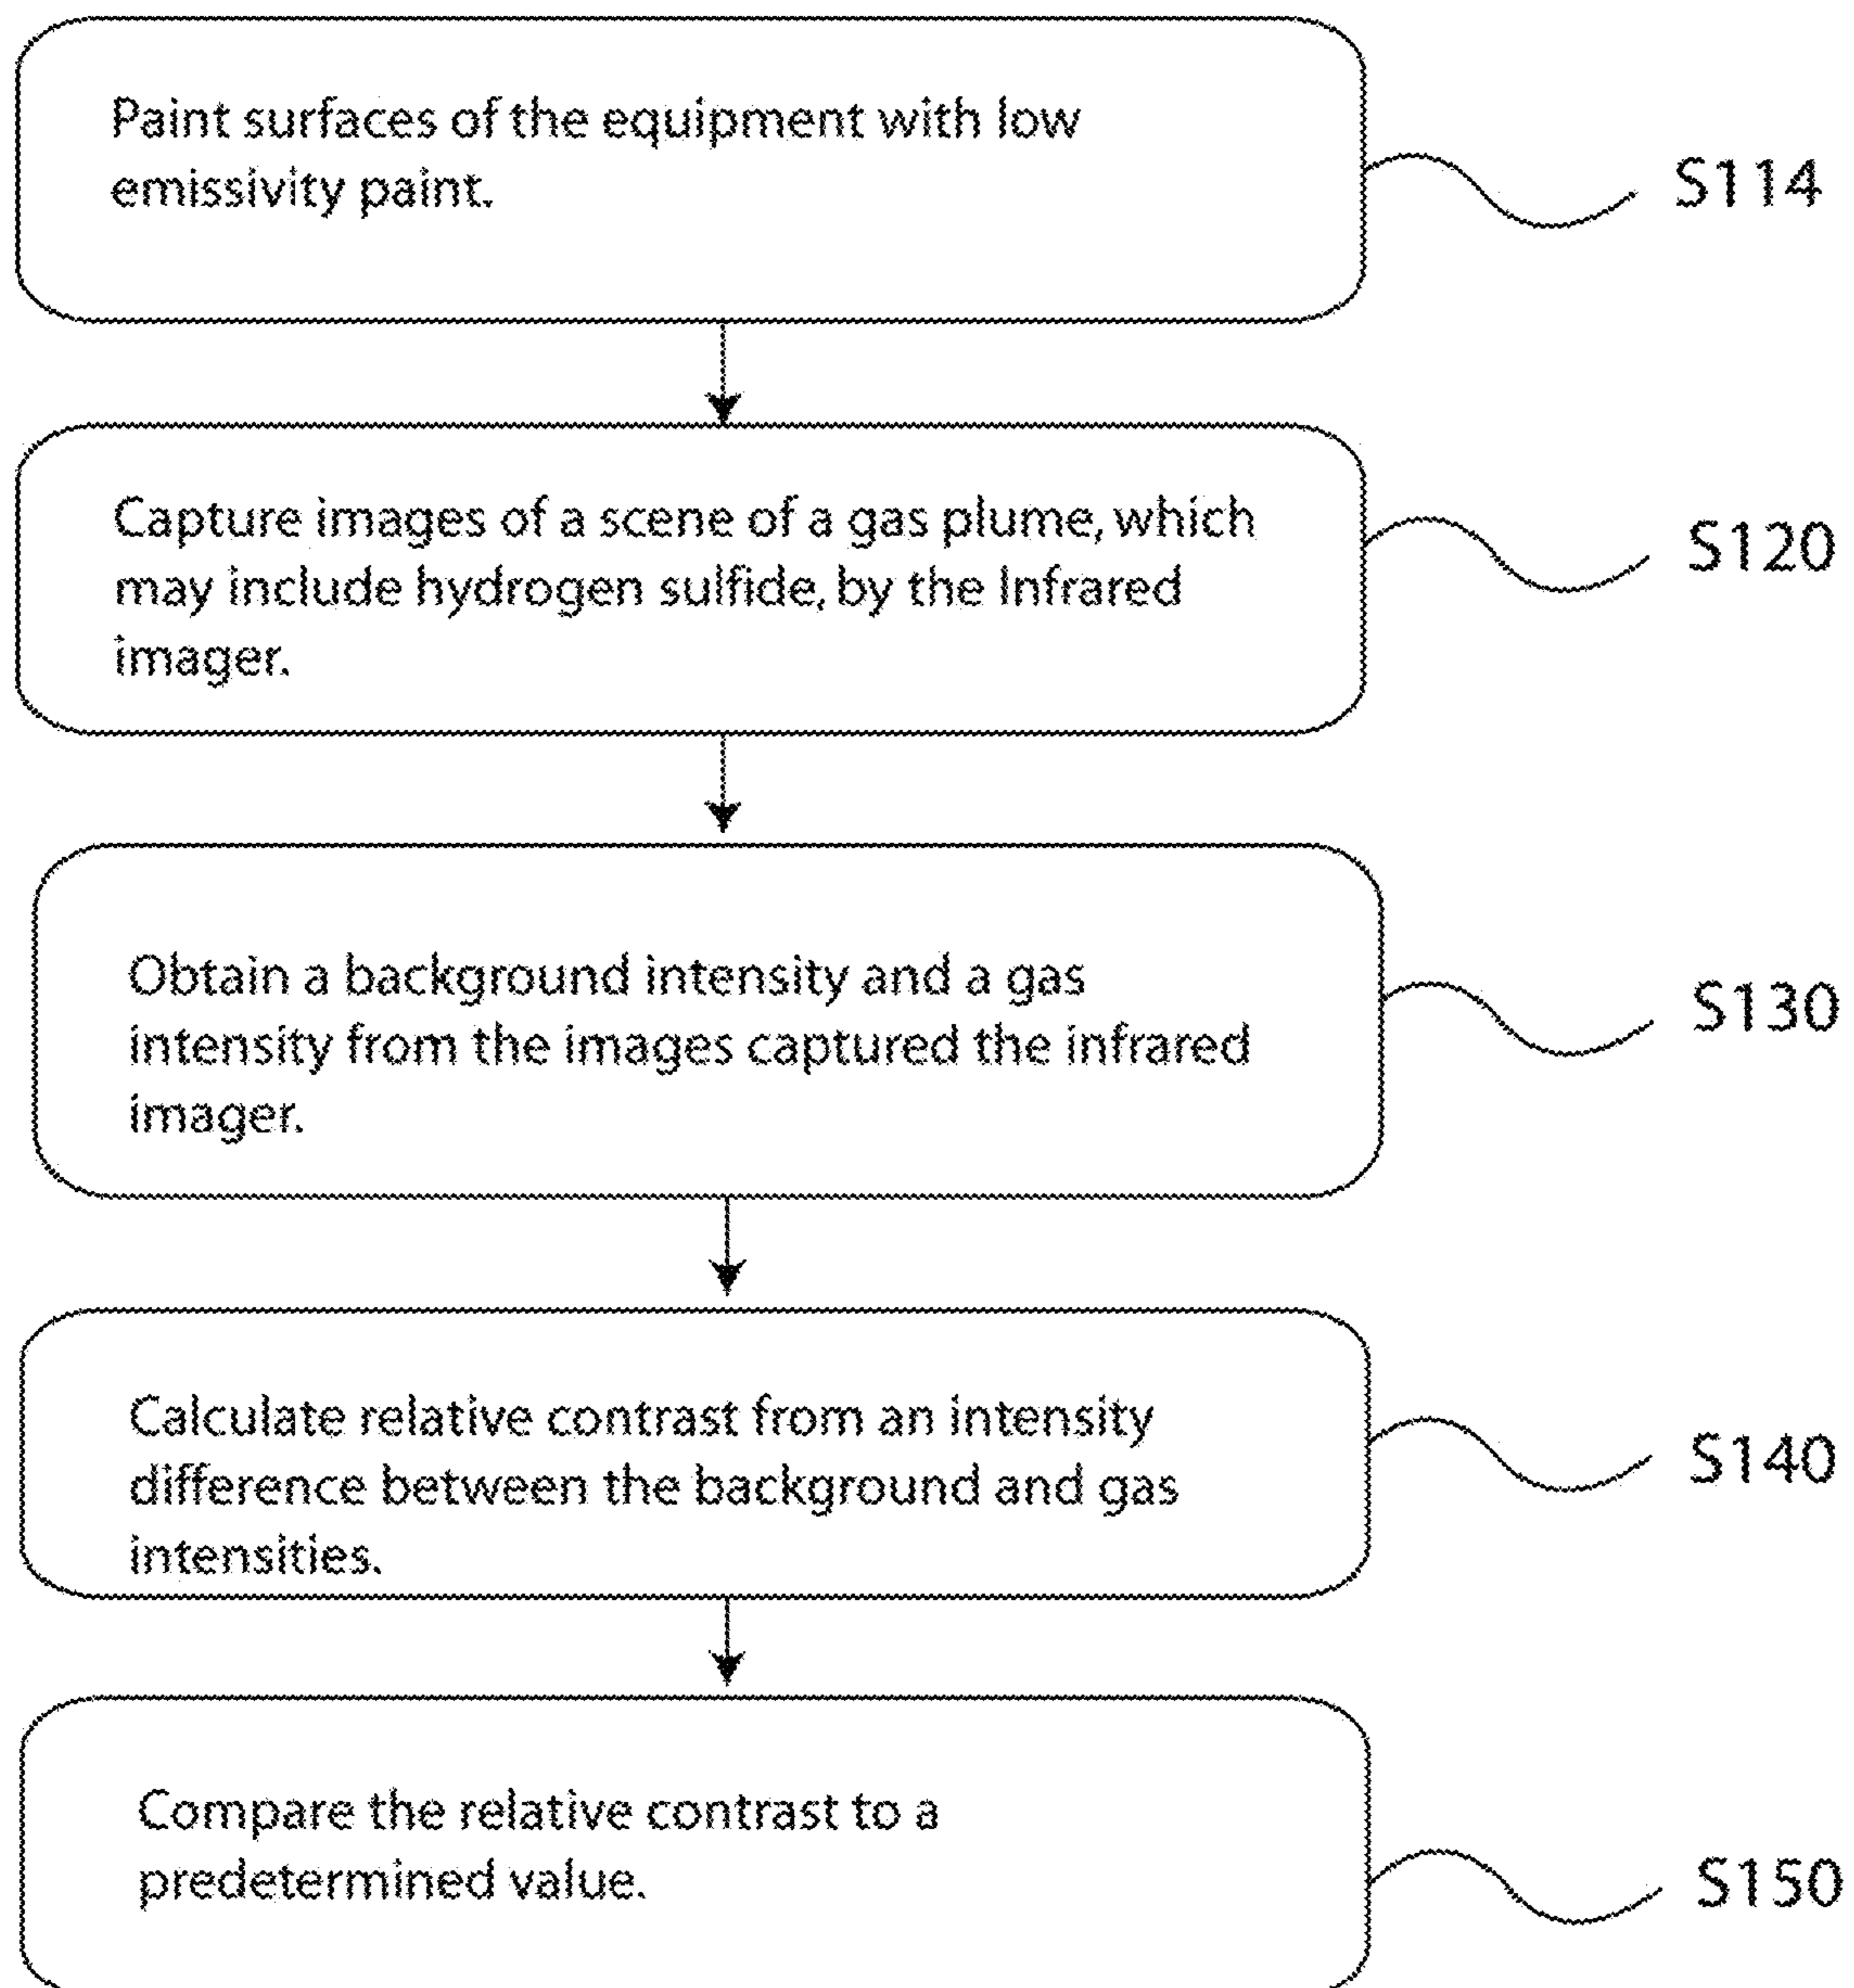 Paint surfaces of the equipment with low
emissivity paint.
S114
Capture images of a scene of a gas plume, which
may include hydrogen sulfide, by the Infrared
imager.
S120
Obtain a background intensity and a gas
intensity from the images captured the infrared
imager.
S130
Calculate relative contrast from an intensity
difference between the background and gas
intensities.
S140
Compare the relative contrast to a
predetermined value.
S150